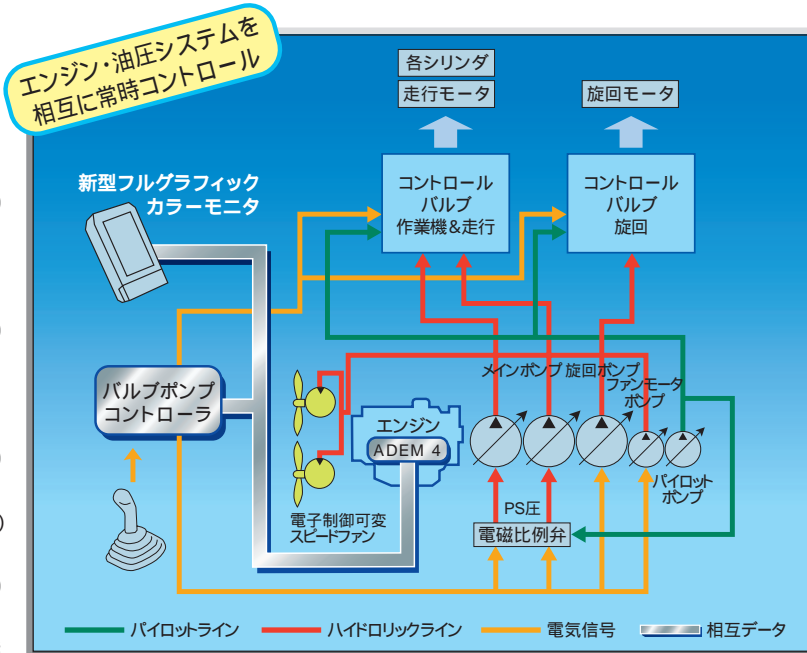 エンジン・油圧システムを
相互に常時コントロール
各シリンダ
走行モータ
旋回モータ
新型フルグラフィック
カラーモニタ
コントロール
バルブ
作業機&走行
コントロール
バルブ
旋回
バルブポンプ
コントローラ
エンジン
ADEM 4
メインポンプ 旋回ポンプ
ファンモータ
ポンプ
パイロット
ポンプ
電子制御可変
スピードファン
PS圧
電磁比例弁
パイロットライン ハイドロリックライン 電気信号 相互データ